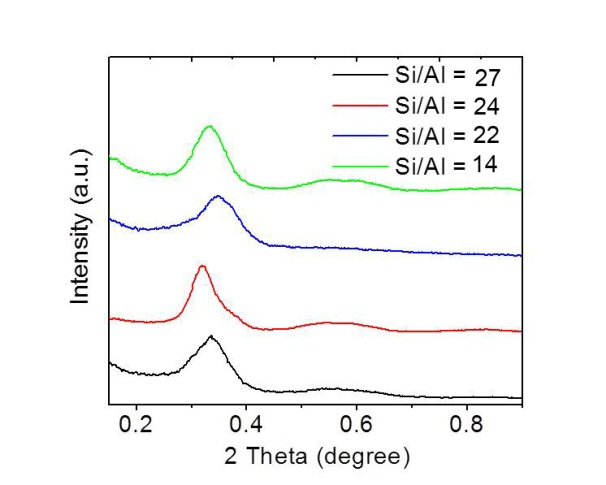 Si/Al = 27
Si/Al = 24
Si/Al = 22
Si/Al = 14
Intensity (a.u.)
0.2 0.4 0.6 0.8
2 Theta (degree)